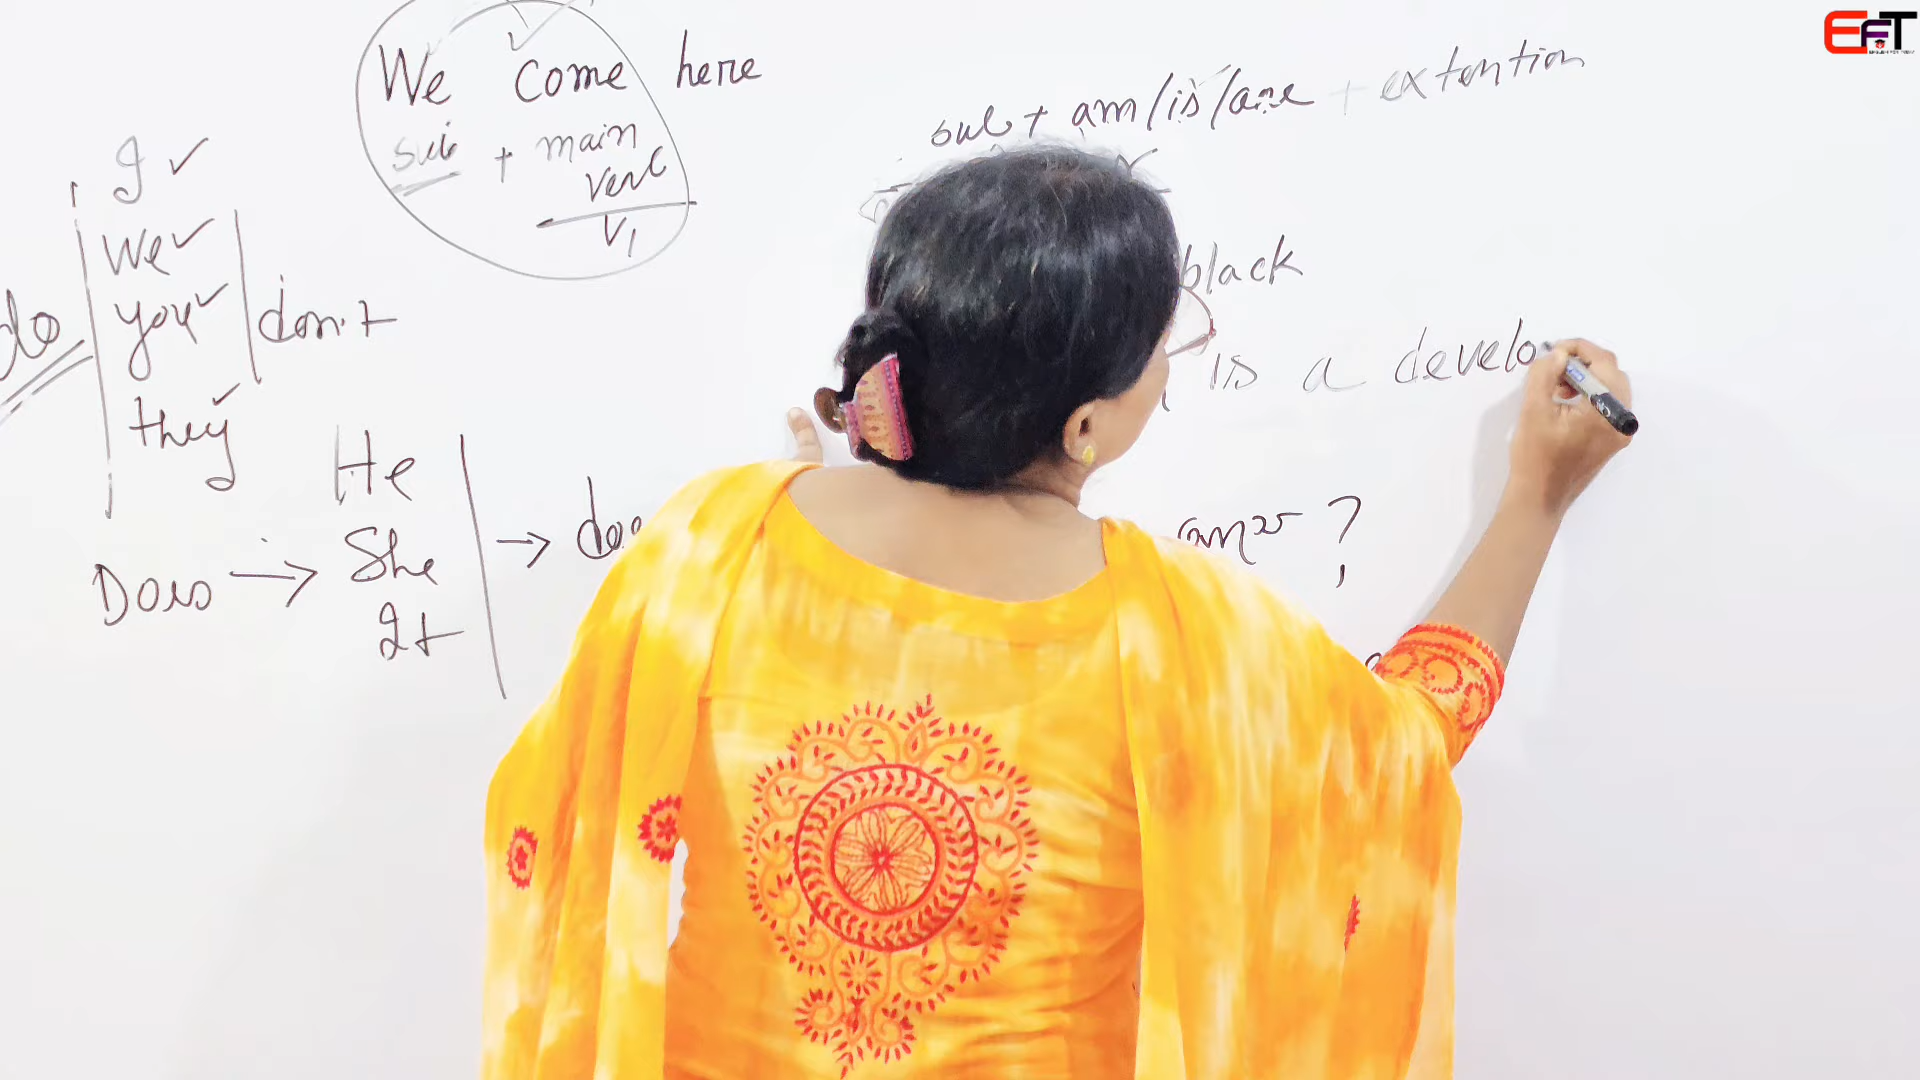 We come here
sub + main
verb
V1
I
We
you
they
do
don't
He
She
It
Does
sub + am/is/are + extention
black
is a develo
?
EFT